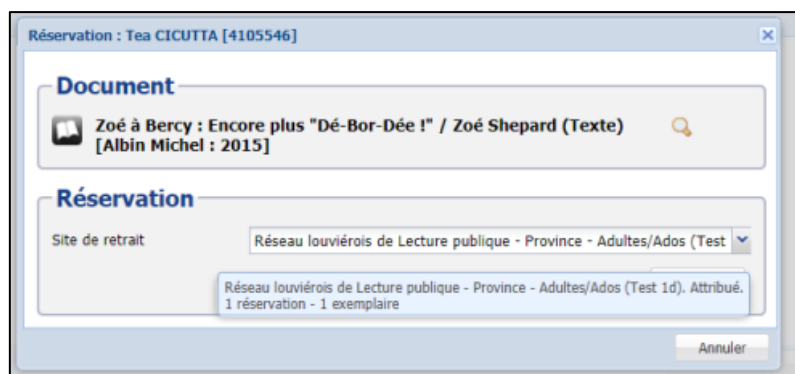 Réservation : Tea CICUTTA [4105546]
Document
Zoé à Bercy : Encore plus "Dé-Bor-Dée !" / Zoé Shepard (Texte)
[Albin Michel : 2015]
Réservation
Site de retrait
Réseau louviérois de Lecture publique - Province - Adultes/Ados (Test
Réseau louviérois de Lecture publique - Province - Adultes/Ados (Test 1d). Attribué.
1 réservation - 1 exemplaire
Annuler